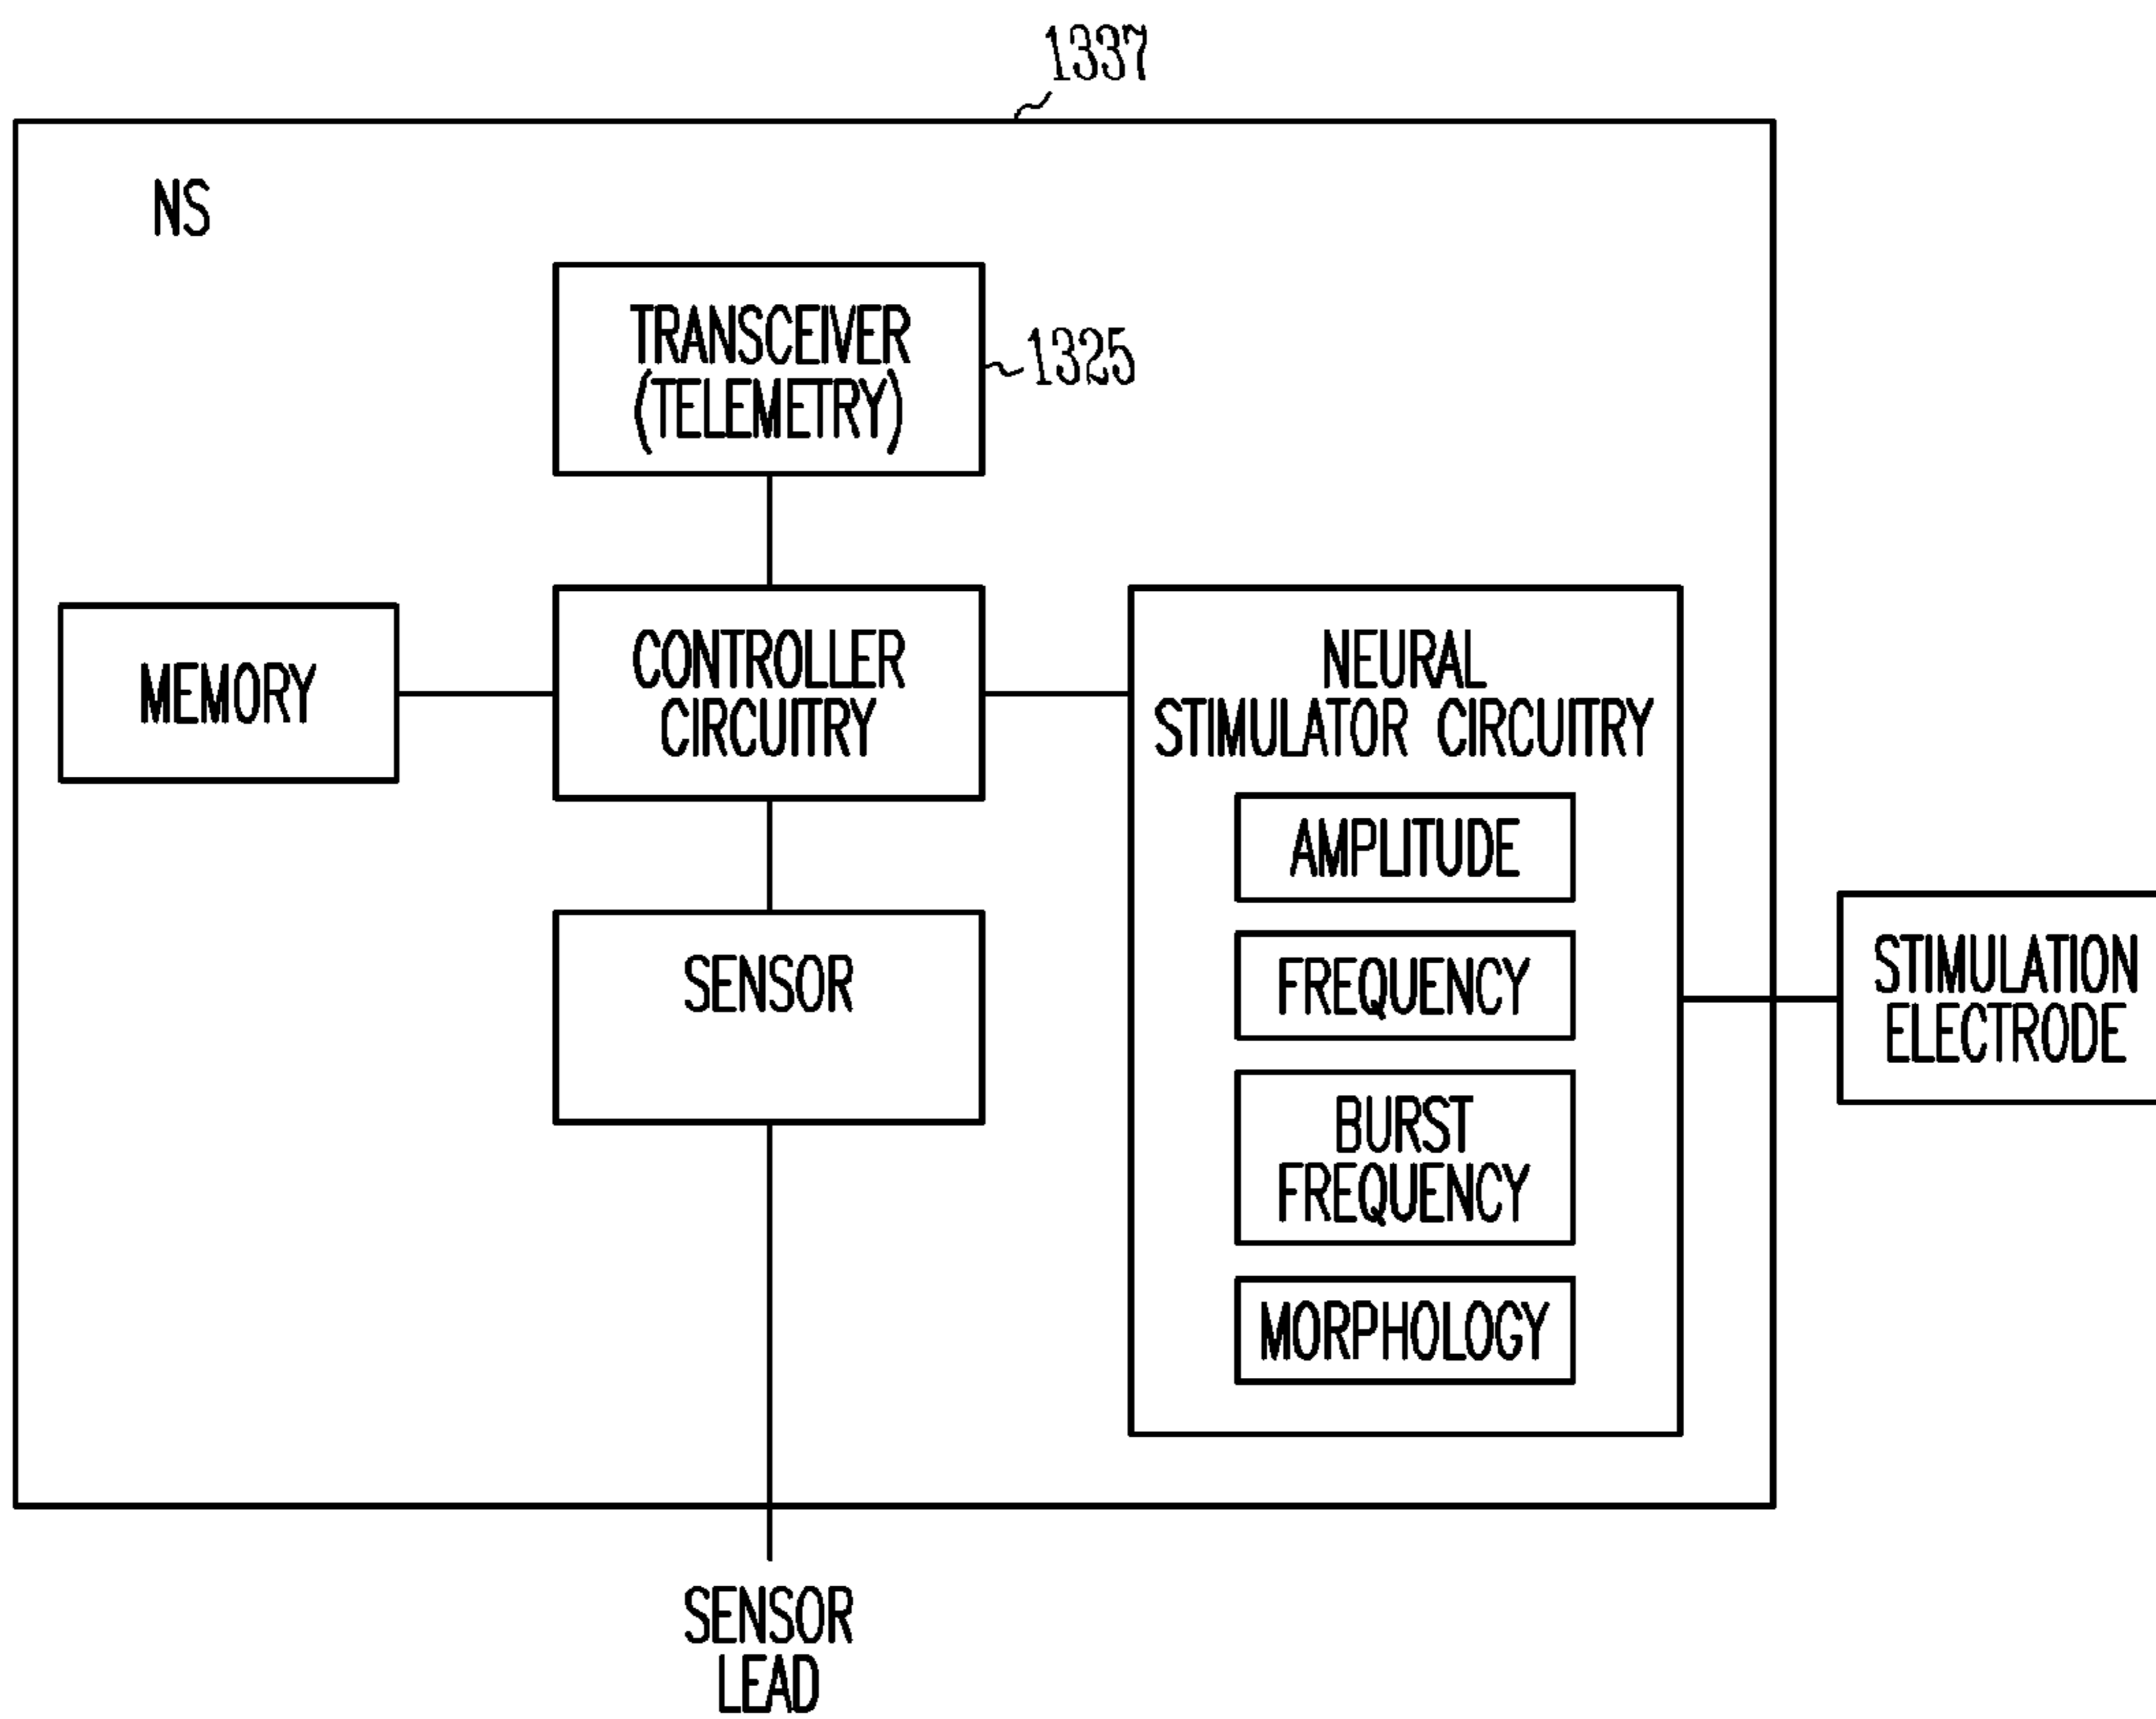 1337
NS
TRANSCEIVER
(TELEMETRY)
1325
MEMORY
CONTROLLER
CIRCUITRY
NEURAL
STIMULATOR CIRCUITRY
AMPLITUDE
FREQUENCY
BURST
FREQUENCY
MORPHOLOGY
SENSOR
STIMULATION
ELECTRODE
SENSOR
LEAD